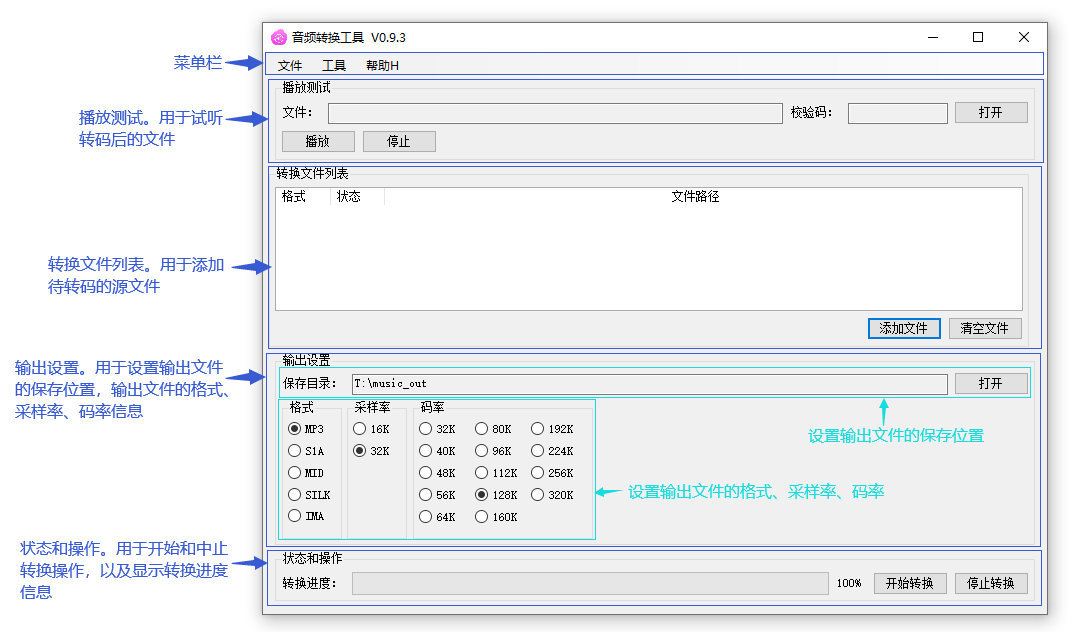 音频转换工具 V0.9.3
菜单栏
文件 工具 帮助H
播放测试
播放测试。用于试听
转码后的文件
文件： 校验码： 打开
播放 停止
转换文件列表
格式 状态 文件路径
转换文件列表。用于添加
待转码的源文件
添加文件 清空文件
输出设置
输出设置。用于设置输出文件
的保存位置，输出文件的格式、
采样率、码率信息
保存目录： T:\music_out 打开
格式 采样率 码率
MP3 16K 32K 80K 192K
S1A 32K 40K 96K 224K
MID 48K 112K 256K
SILK 56K 128K 320K
IMA 64K 160K
设置输出文件的保存位置
设置输出文件的格式、采样率、码率
状态和操作
状态和操作。用于开始和中止
转换操作，以及显示转换进度
信息
转换进度： 100% 开始转换 停止转换